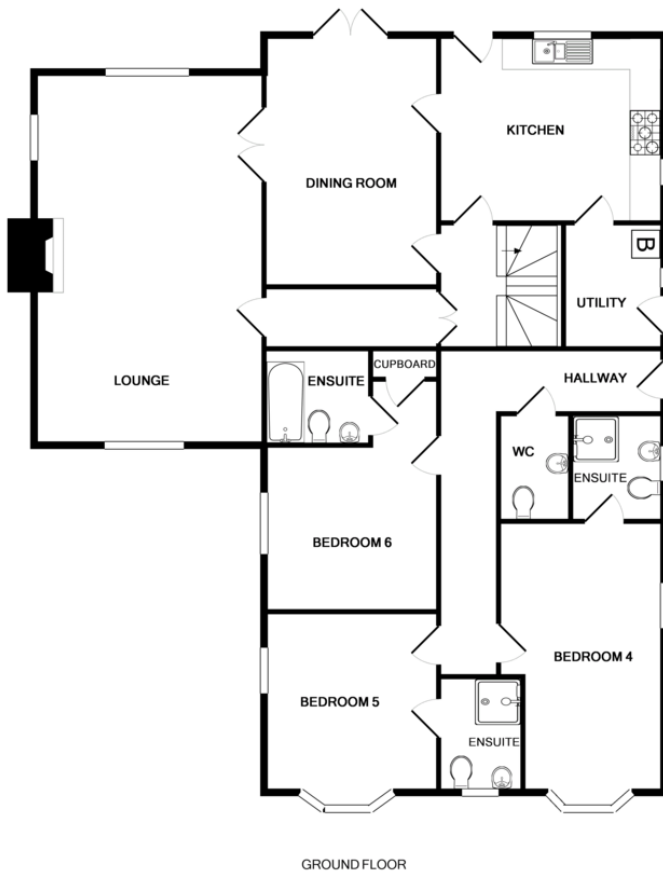 KITCHEN
DINING ROOM
B
UTILITY
LOUNGE
ENSUITE
CUPBOARD
HALLWAY
WC
ENSUITE
BEDROOM 6
BEDROOM 4
BEDROOM 5
ENSUITE
GROUND FLOOR